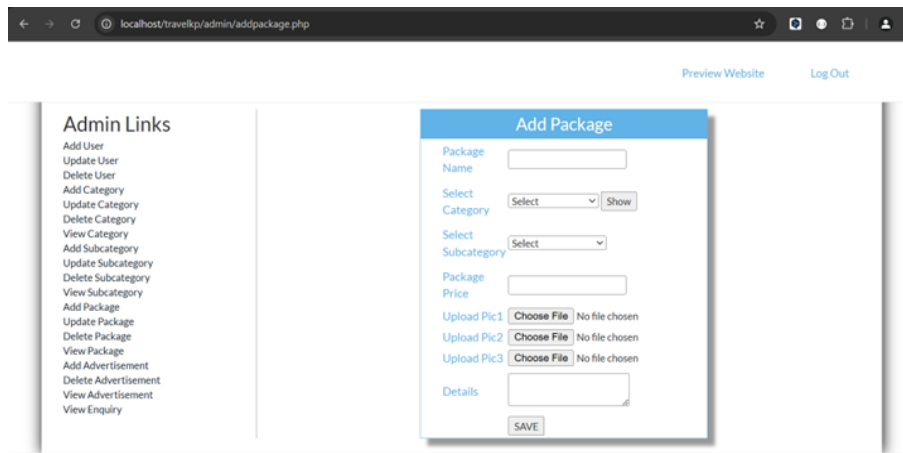 localhost/travelkp/admin/addpackage.php
Preview Website Log Out
Admin Links
Add User
Update User
Delete User
Add Category
Update Category
Delete Category
View Category
Add Subcategory
Update Subcategory
Delete Subcategory
View Subcategory
Add Package
Update Package
Delete Package
View Package
Add Advertisement
Delete Advertisement
View Advertisement
View Enquiry
Add Package
Package
Name
Select
Category
Select Show
Select
Subcategory
Select
Package
Price
Upload Pic1 Choose File No file chosen
Upload Pic2 Choose File No file chosen
Upload Pic3 Choose File No file chosen
Details
SAVE